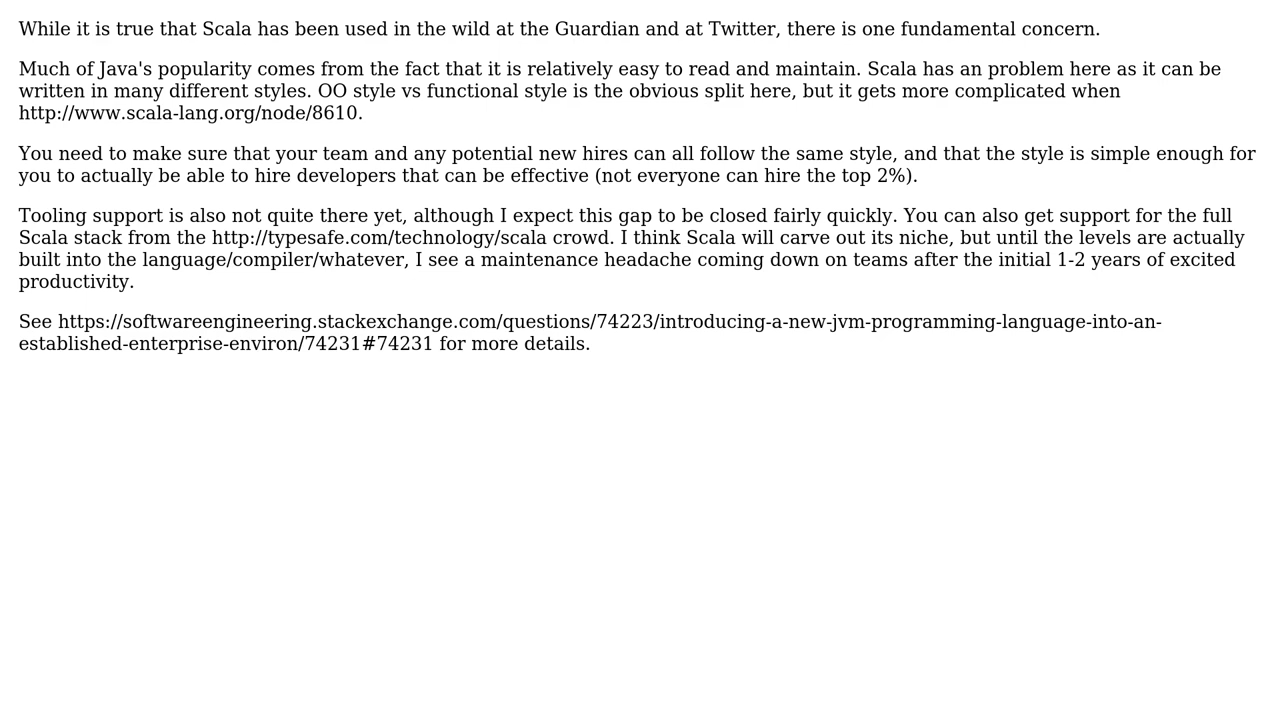 While it is true that Scala has been used in the wild at the Guardian and at Twitter, there is one fundamental concern.
Much of Java's popularity comes from the fact that it is relatively easy to read and maintain. Scala has an problem here as it can be
written in many different styles. OO style vs functional style is the obvious split here, but it gets more complicated when
http://www.scala-lang.org/node/8610.
You need to make sure that your team and any potential new hires can all follow the same style, and that the style is simple enough for
you to actually be able to hire developers that can be effective (not everyone can hire the top 2%).
Tooling support is also not quite there yet, although I expect this gap to be closed fairly quickly. You can also get support for the full
Scala stack from the http://typesafe.com/technology/scala crowd. I think Scala will carve out its niche, but until the levels are actually
built into the language/compiler/whatever, I see a maintenance headache coming down on teams after the initial 1-2 years of excited
productivity.
See https://softwareengineering.stackexchange.com/questions/74223/introducing-a-new-jvm-programming-language-into-an-
established-enterprise-environ/74231#74231 for more details.